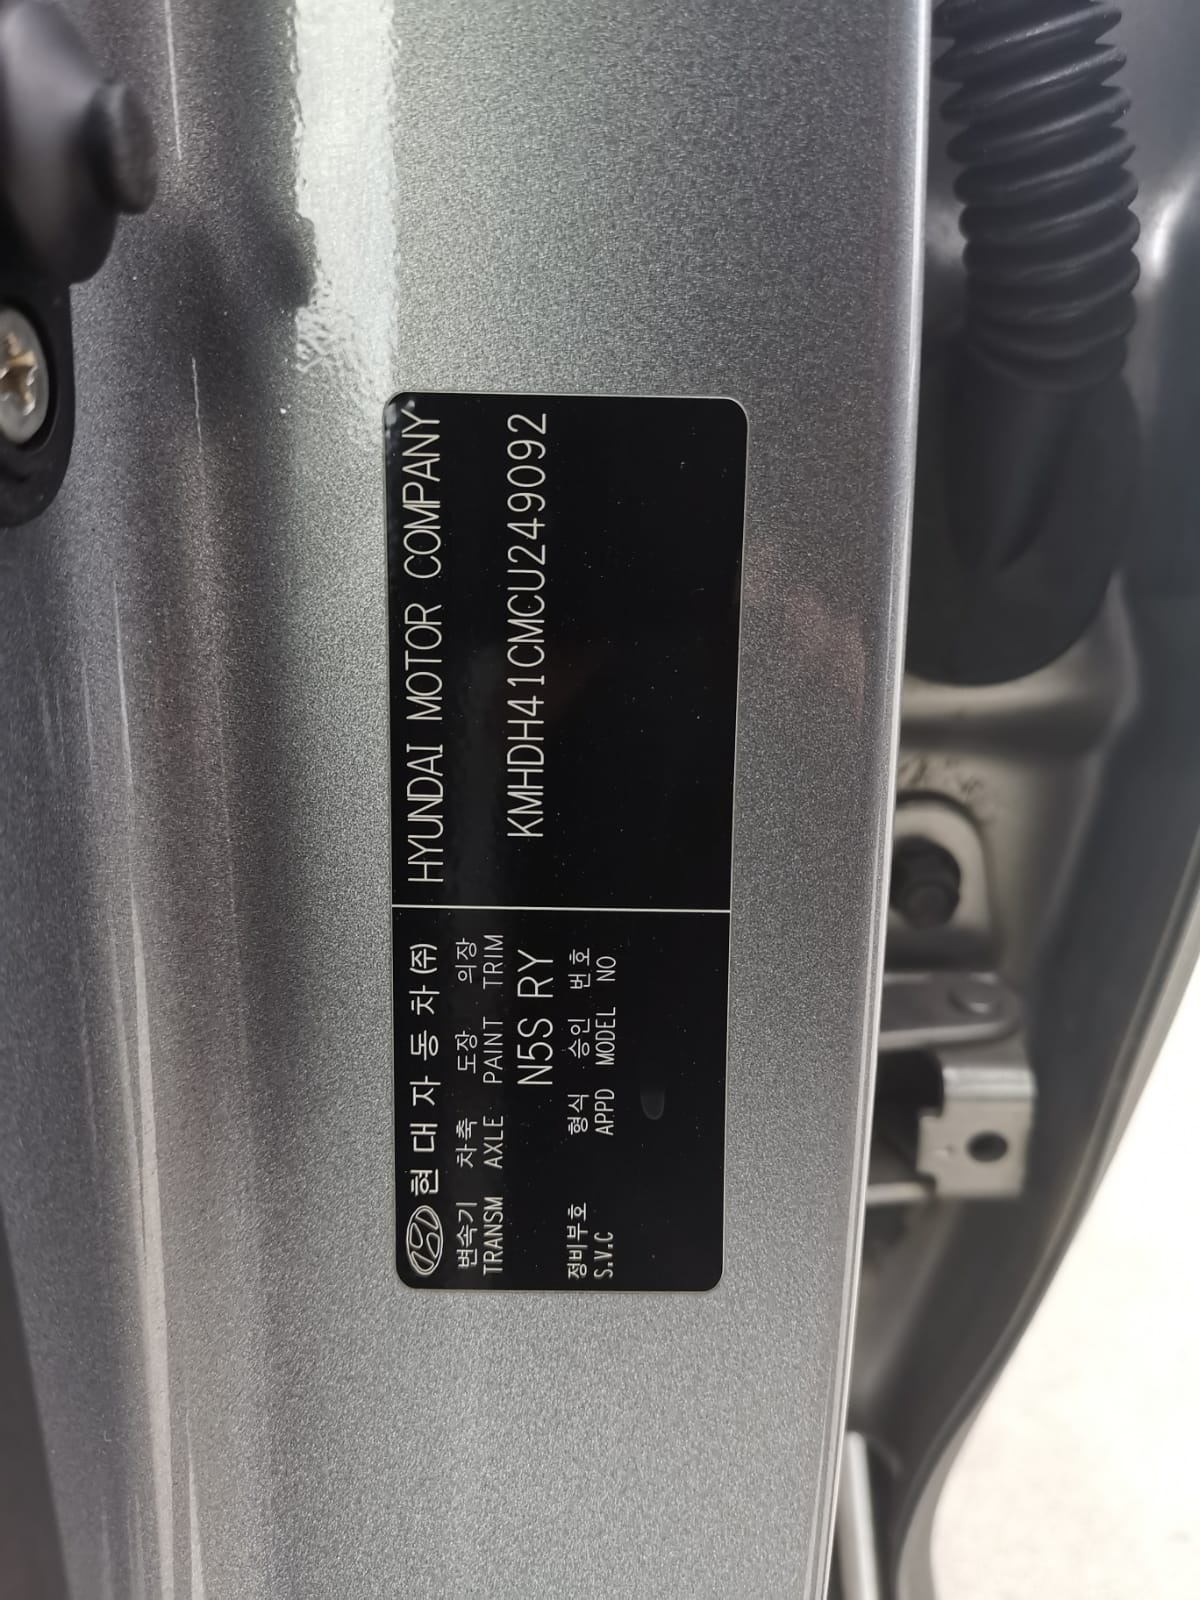 현대자동차(주)
HYUNDAI MOTOR COMPANY
변속기 차축 도장 의장
TRANSM AXLE PAINT TRIM
N5S RY
KMHDH41CMCU249092
정비부호 형식 승인 번호
S.V.C APPD MODEL NO